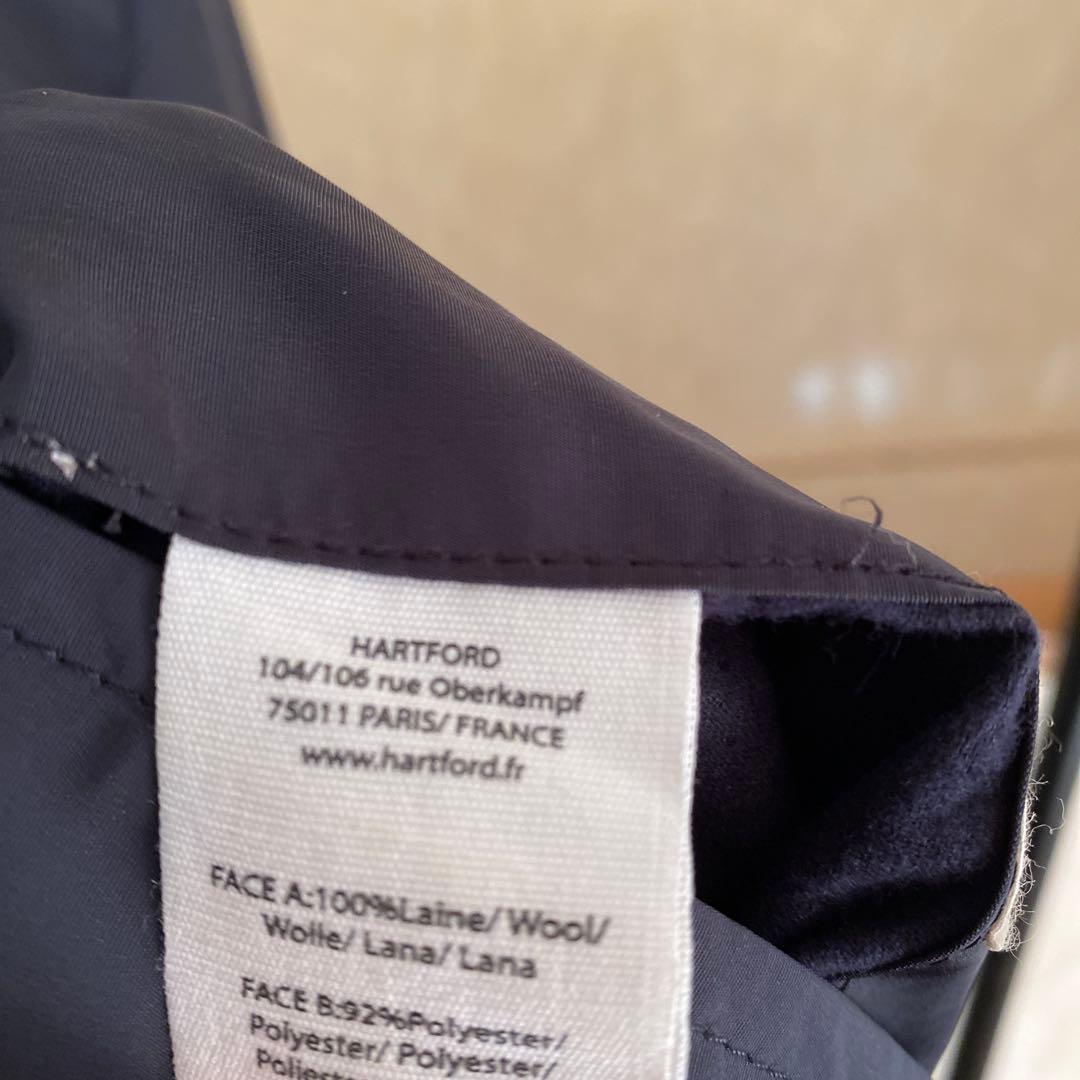 HARTFORD
104/106 rue Oberkampf
75011 PARIS/ FRANCE
www.hartford.fr
FACE A:100%Laine/ Wool/
Wolle/ Lana/ Lana
FACE B:92%Polyester/
Polyester/ Polyester/